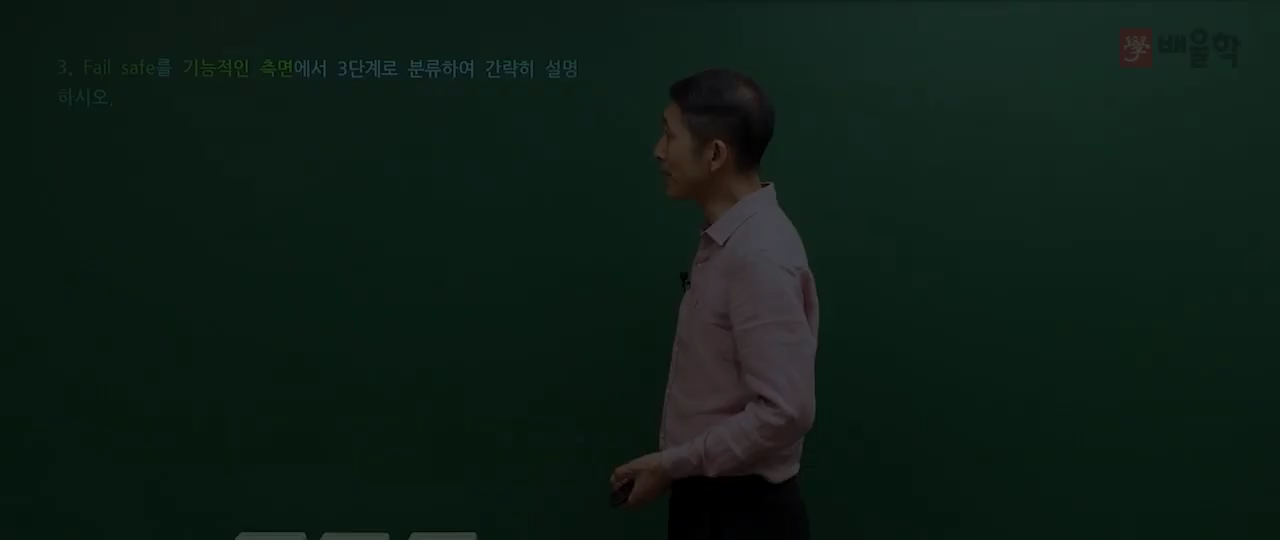 3. Fail safe를 기능적인 측면에서 3단계로 분류하여 간략히 설명
하시오.
學 배울학